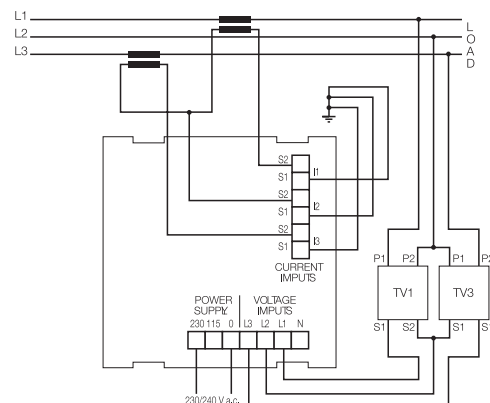 L1
L2
L3
L
O
A
D
S2
S1
I1
S2
S1
I2
S2
S1
I3
CURRENT
IMPUTS
P1 P2 P1 P2
TV1 TV3
S1 S2 S1 S
POWER
SUPPLY.
VOLTAGE
IMPUTS
230 115 0 L3 L2 L1 N
230/240 V a.c.